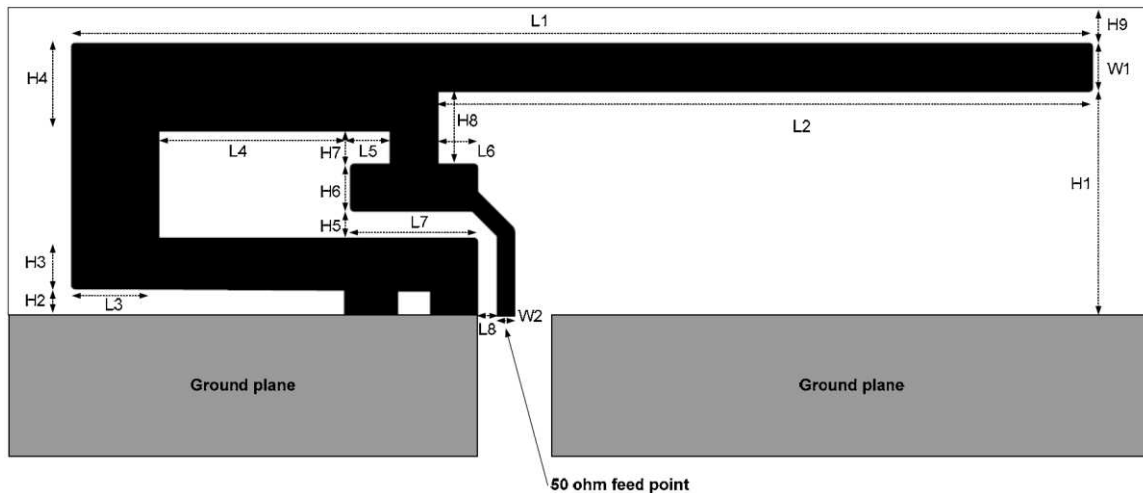 L1
H9
H4
W1
H8
L2
L4
H7
L5
L6
H1
H6
L7
H5
H3
H2
L3
L8
W2
Ground plane
Ground plane
50 ohm feed point